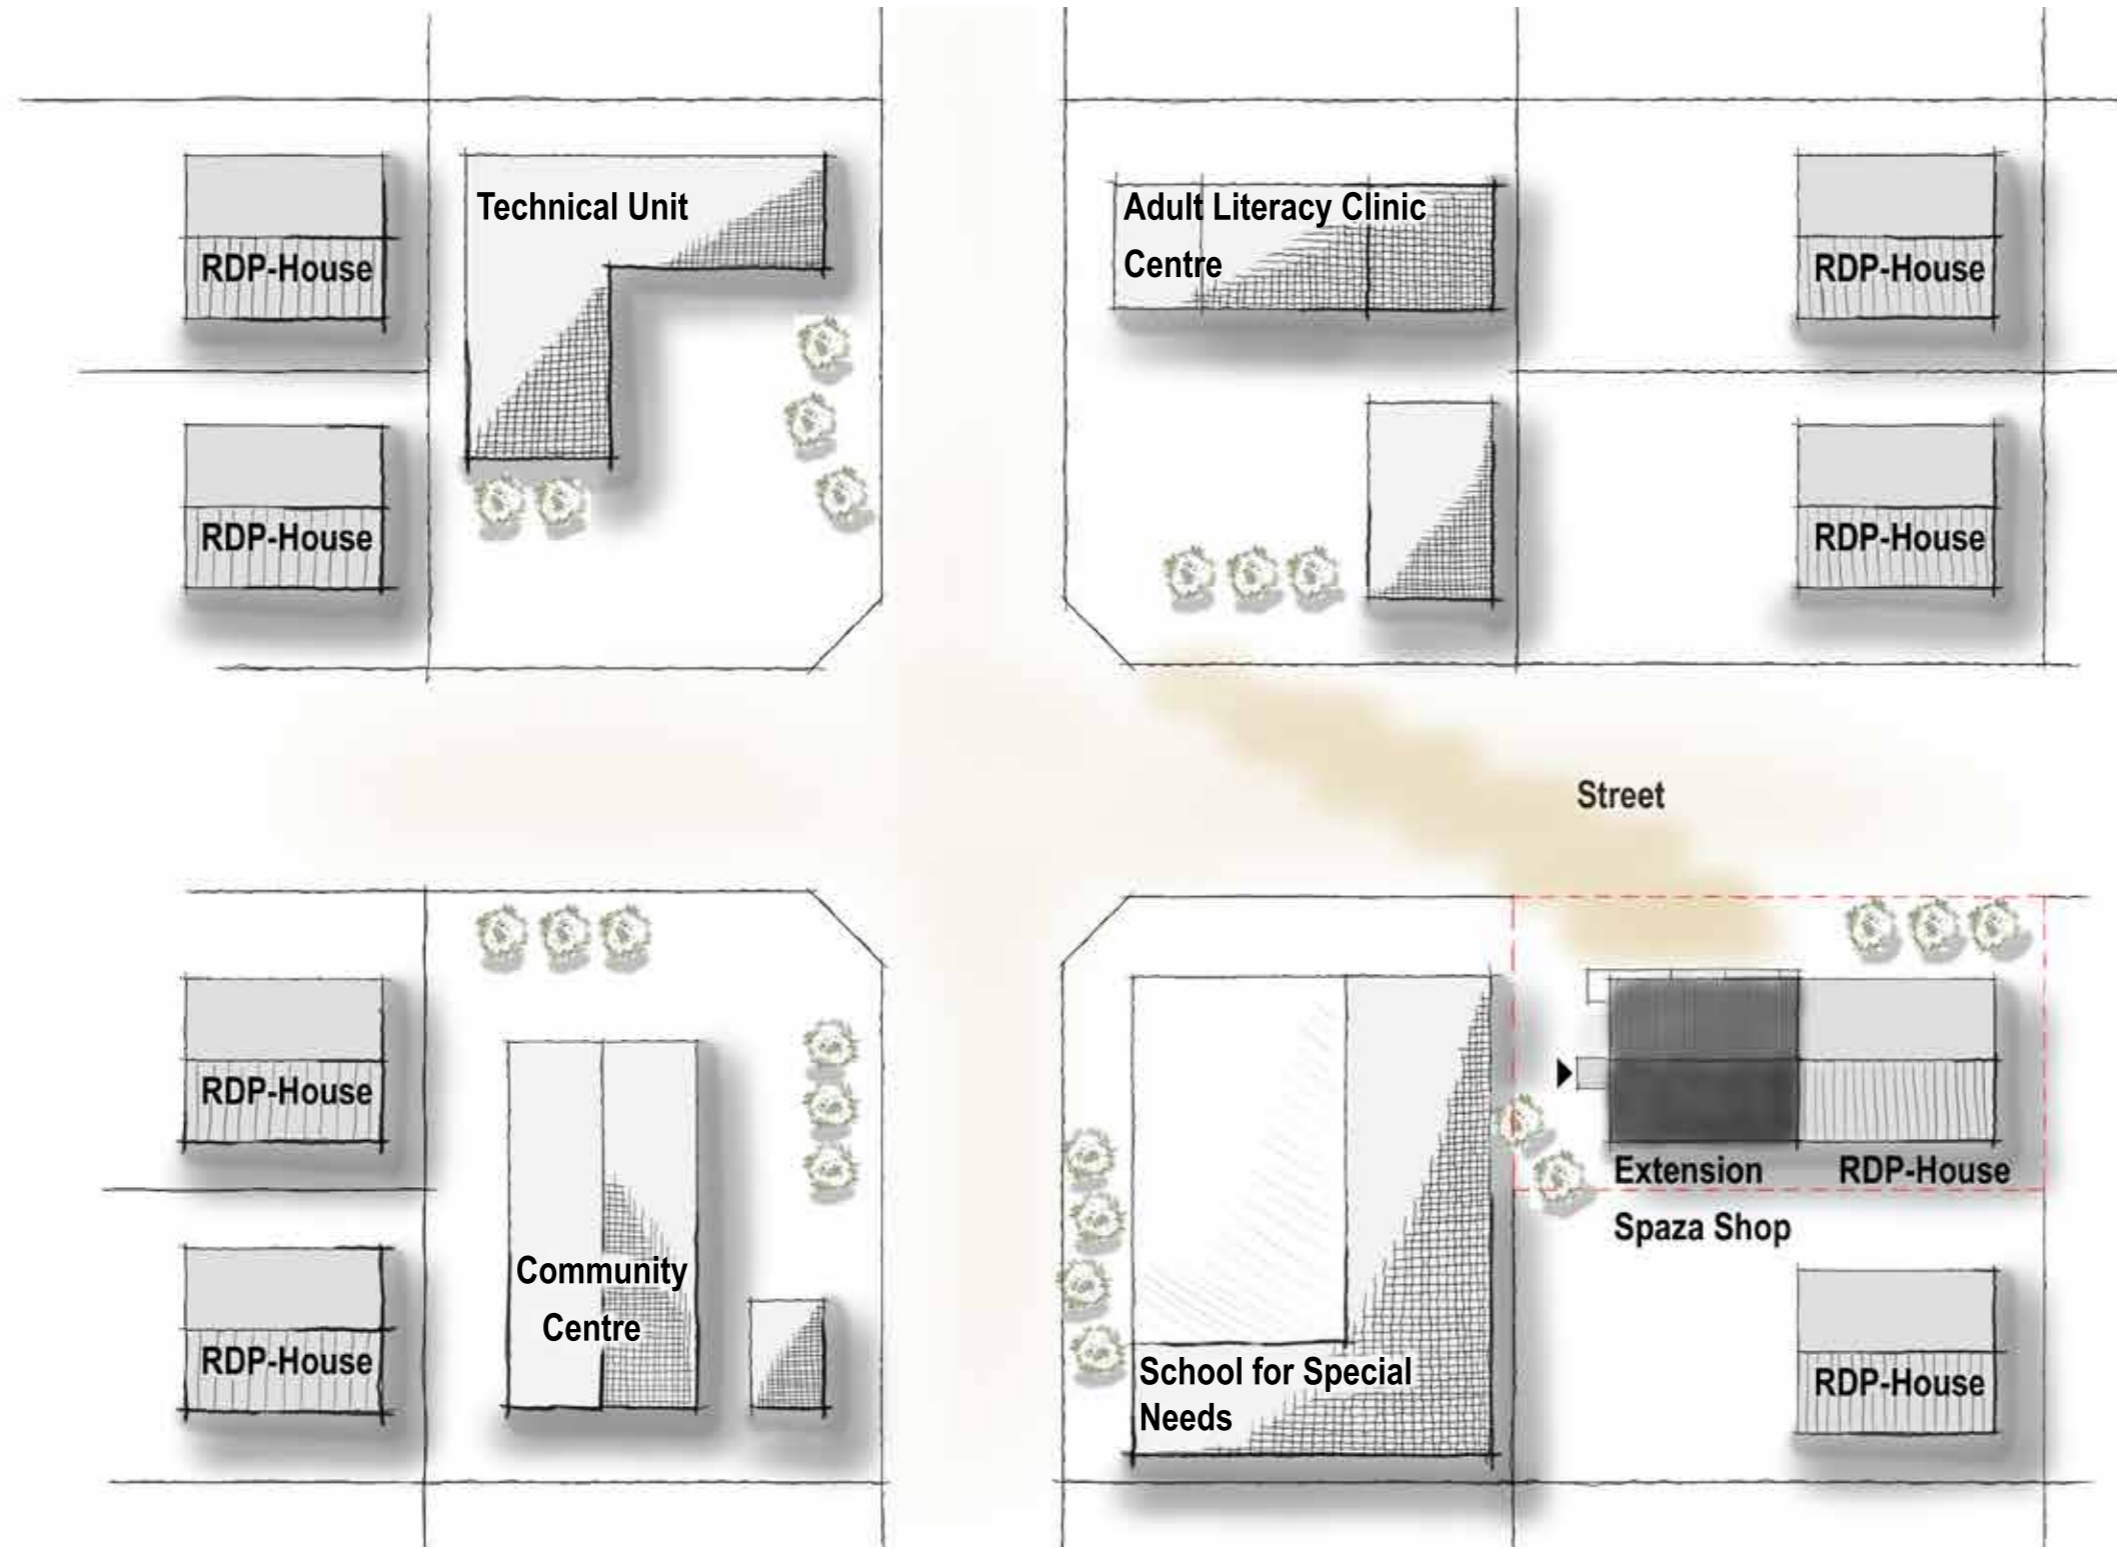 Technical Unit
Adult Literacy Clinic
Centre
RDP-House
RDP-House
RDP-House
RDP-House
Street
RDP-House
Extension
RDP-House
Spaza Shop
Community
Centre
School for Special
Needs
RDP-House
RDP-House